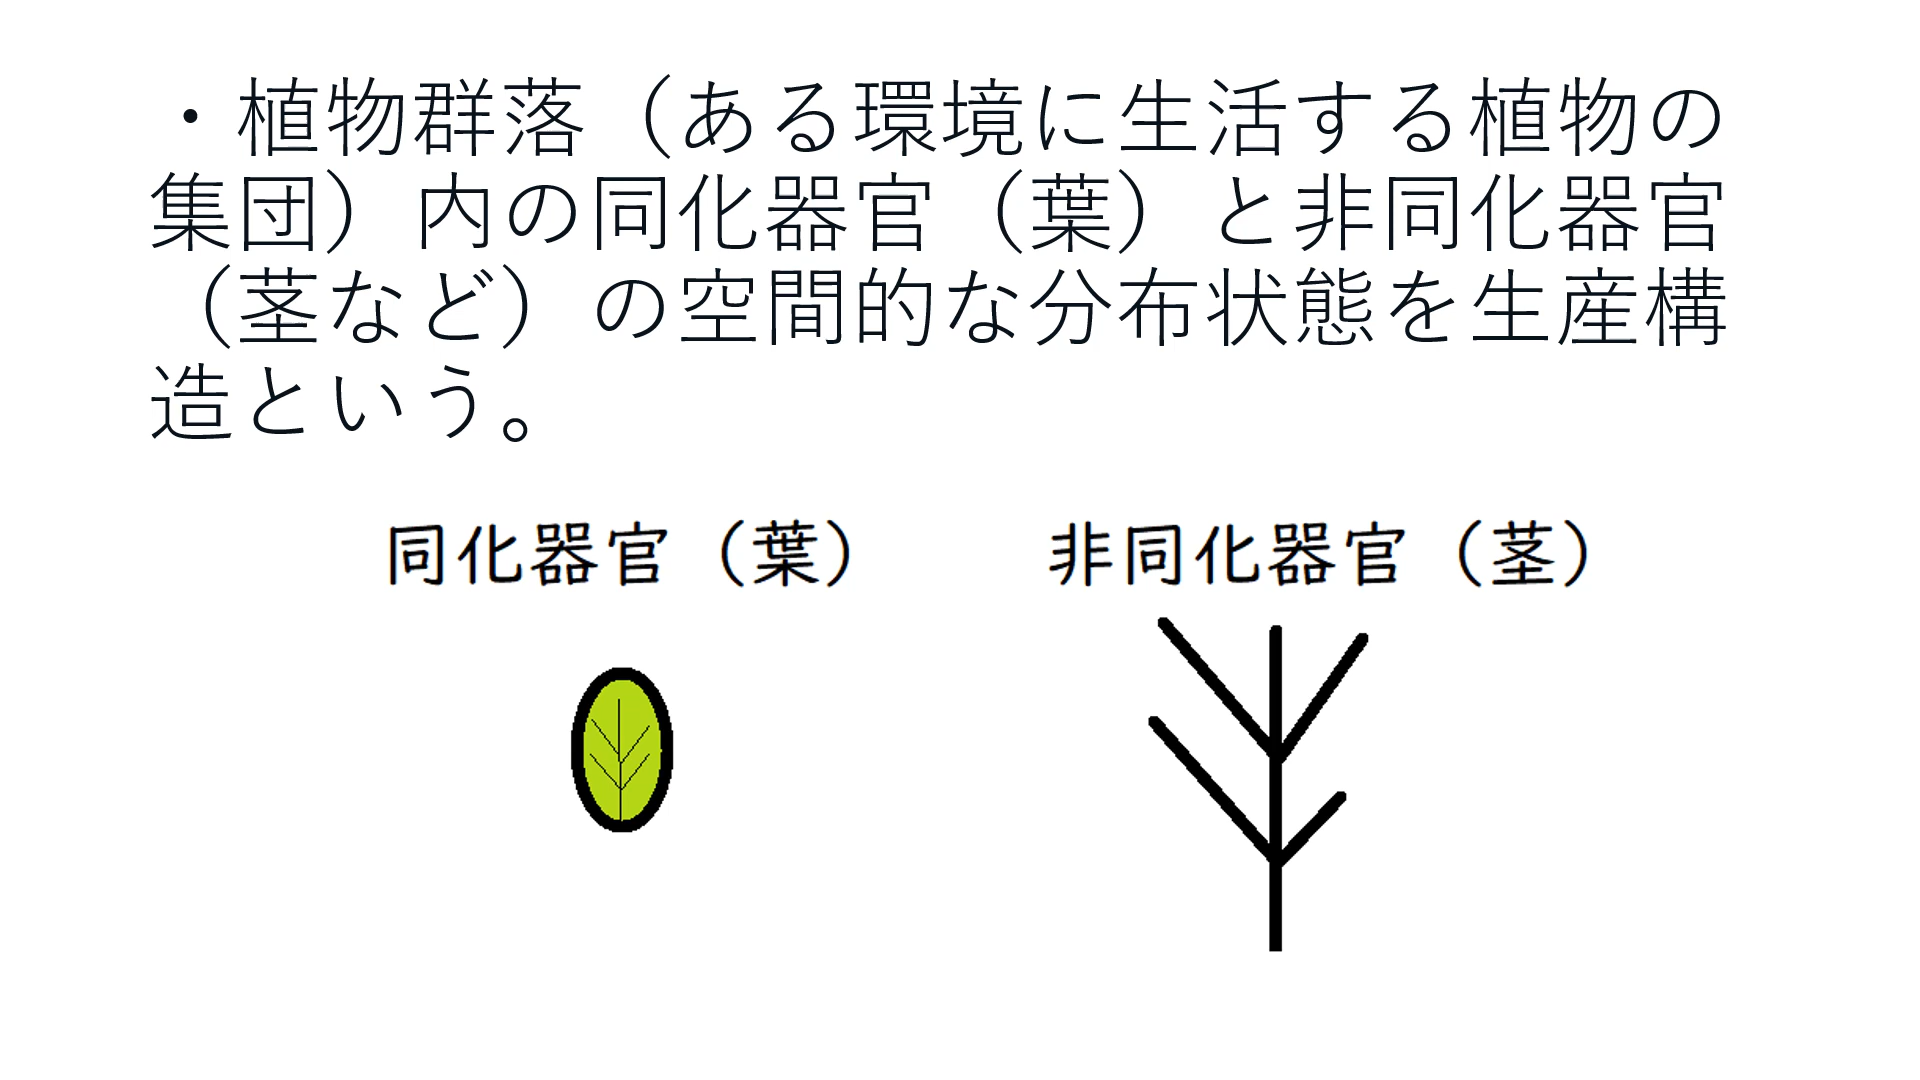 ・植物群落（ある環境に生活する植物の
集団）内の同化器官（葉）と非同化器官
（茎など）の空間的な分布状態を生産構
造という。
同化器官（葉）
非同化器官（茎）